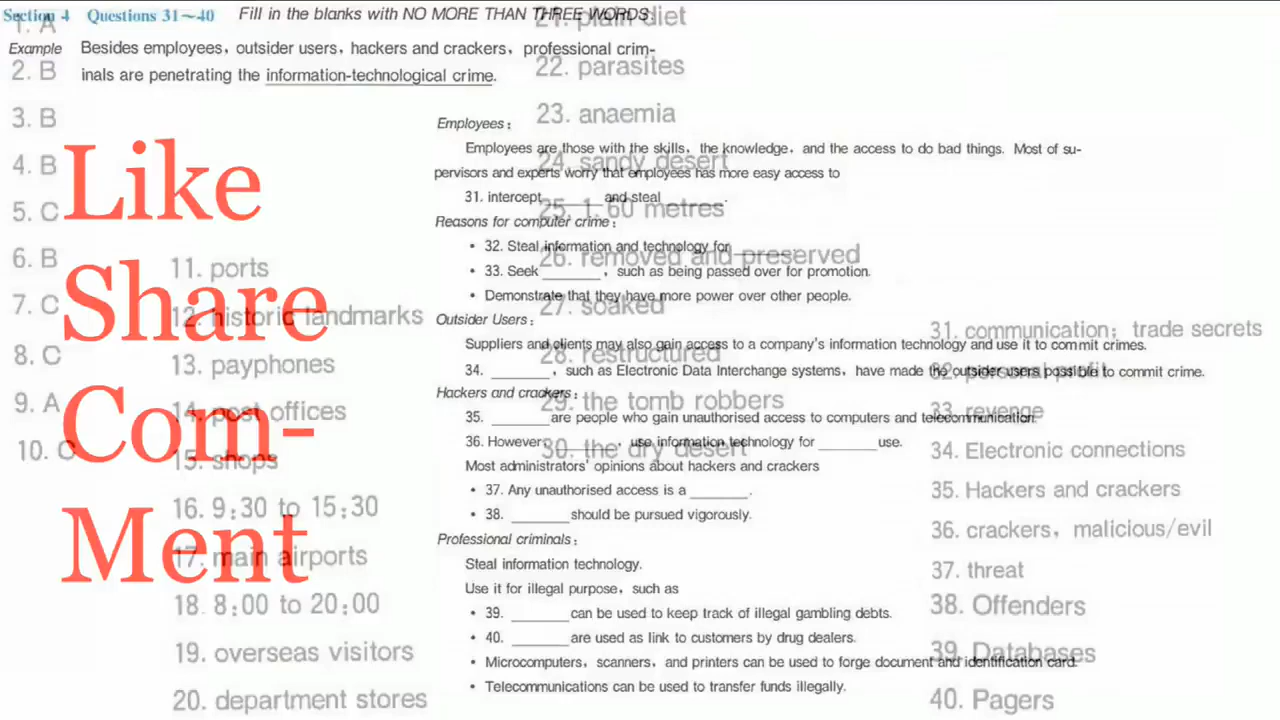 Section 4 Questions 31~40 Fill in the blanks with NO MORE THAN THREE WORDS.
Example Besides employees, outsider users, hackers and crackers, professional crim-
inals are penetrating the information-technological crime.
Employees:
Employees are those with the skills, the knowledge, and the access to do bad things. Most of su-
pervisors and experts worry that employees has more easy access to
31. intercept ______ and steal ______.
Reasons for computer crime:
• 32. Steal information and technology for ______
• 33. Seek ______, such as being passed over for promotion.
• Demonstrate that they have more power over other people.
Outsider Users:
Suppliers and clients may also gain access to a company's information technology and use it to commit crimes.
34. ______, such as Electronic Data Interchange systems, have made the outsider users possible to commit crime.
Hackers and crackers:
35. ______ are people who gain unauthorised access to computers and telecommunication.
36. However ______, use information technology for ______ use.
Most administrators' opinions about hackers and crackers
• 37. Any unauthorised access is a ______.
• 38. ______ should be pursued vigorously.
Professional criminals:
Steal information technology.
Use it for illegal purpose, such as
• 39. ______ can be used to keep track of illegal gambling debts.
• 40. ______ are used as link to customers by drug dealers.
• Microcomputers, scanners, and printers can be used to forge document and identification card.
• Telecommunications can be used to transfer funds illegally.
1. A
2. B
3. B
4. B
5. C
6. B
7. C
8. C
9. A
10. C
11. ports
12. historic landmarks
13. payphones
14. post offices
15. shops
16. 9:30 to 15:30
17. main airports
18. 8:00 to 20:00
19. overseas visitors
20. department stores
21. plain diet
22. parasites
23. anaemia
24. sandy desert
25. 1.60 metres
26. removed and preserved
27. soaked
28. restructured
29. the tomb robbers
30. the dry desert
31. communication; trade secrets
32. personal profit
33. revenge
34. Electronic connections
35. Hackers and crackers
36. crackers, malicious/evil
37. threat
38. Offenders
39. Databases
40. Pagers
Like
Share
Com-
Ment